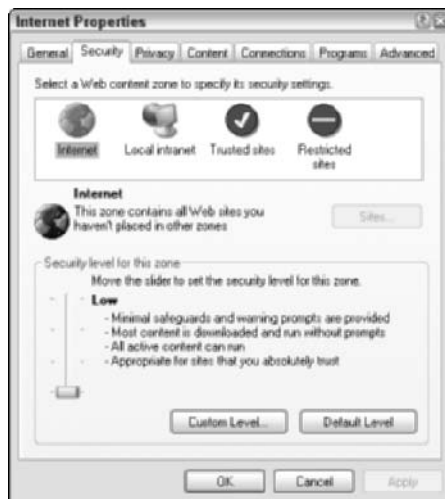 Internet Properties
General Security Privacy Content Connections Programs Advanced
Select a Web content zone to specify its security settings.
Internet Local intranet Trusted sites Restricted
sites
Internet
This zone contains all Web sites you
haven't placed in other zones
Sites...
Security level for this zone
Move the slider to set the security level for this zone.
Low
- Minimal safeguards and warning prompts are provided
- Most content is downloaded and run without prompts
- All active content can run
- Appropriate for sites that you absolutely trust
Custom Level... Default Level
OK Cancel Apply